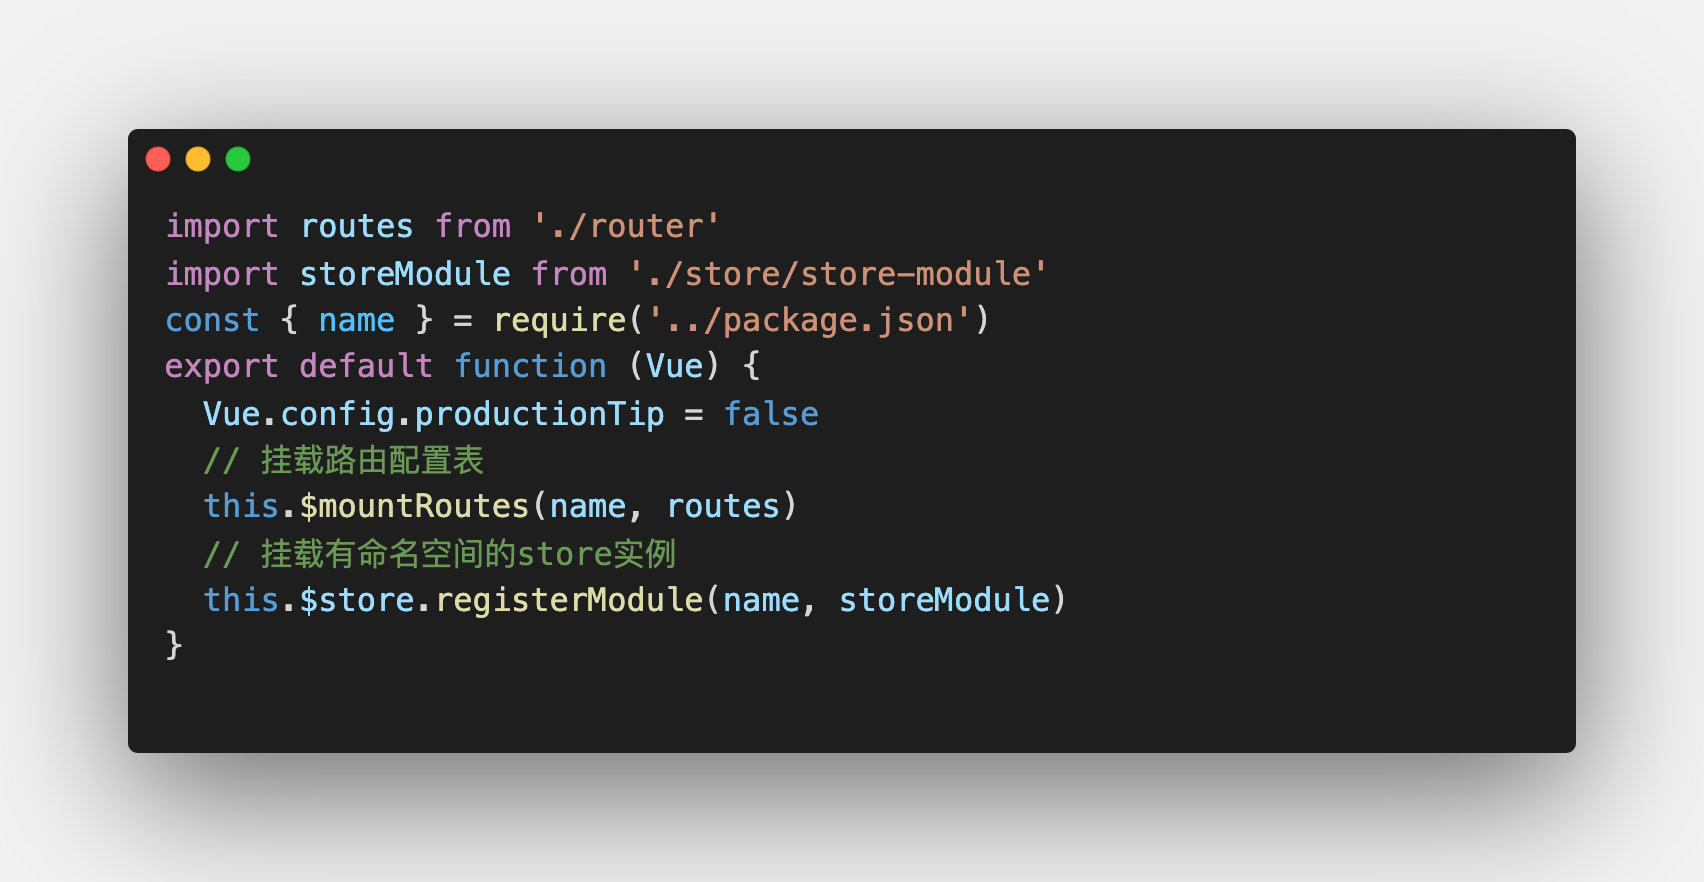 import routes from './router'
import storeModule from './store/store-module'
const { name } = require('../package.json')
export default function (Vue) {
  Vue.config.productionTip = false
  // 挂载路由配置表
  this.$mountRoutes(name, routes)
  // 挂载有命名空间的store实例
  this.$store.registerModule(name, storeModule)
}